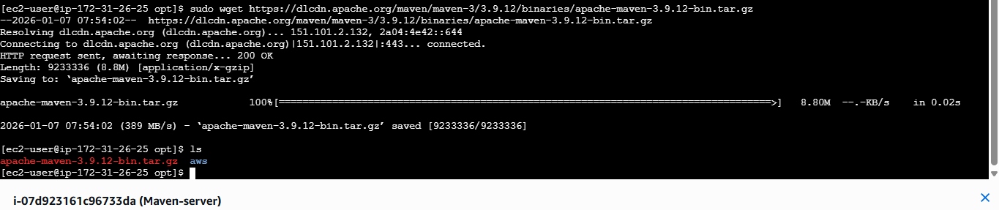 [ec2-user@ip-172-31-26-25 opt]$ sudo wget https://dlcdn.apache.org/maven/maven-3/3.9.12/binaries/apache-maven-3.9.12-bin.tar.gz
--2026-01-07 07:54:02--  https://dlcdn.apache.org/maven/maven-3/3.9.12/binaries/apache-maven-3.9.12-bin.tar.gz
Resolving dlcdn.apache.org (dlcdn.apache.org)... 151.101.2.132, 2a04:4e42::644
Connecting to dlcdn.apache.org (dlcdn.apache.org)|151.101.2.132|:443... connected.
HTTP request sent, awaiting response... 200 OK
Length: 9233336 (8.8M) [application/x-gzip]
Saving to: ‘apache-maven-3.9.12-bin.tar.gz’
apache-maven-3.9.12-bin.tar.gz 100%[====================================================================================>] 8.80M --.-KB/s in 0.02s
2026-01-07 07:54:02 (389 MB/s) - ‘apache-maven-3.9.12-bin.tar.gz’ saved [9233336/9233336]
[ec2-user@ip-172-31-26-25 opt]$ ls
apache-maven-3.9.12-bin.tar.gz  aws
[ec2-user@ip-172-31-26-25 opt]$
i-07d923161c96733da (Maven-server)